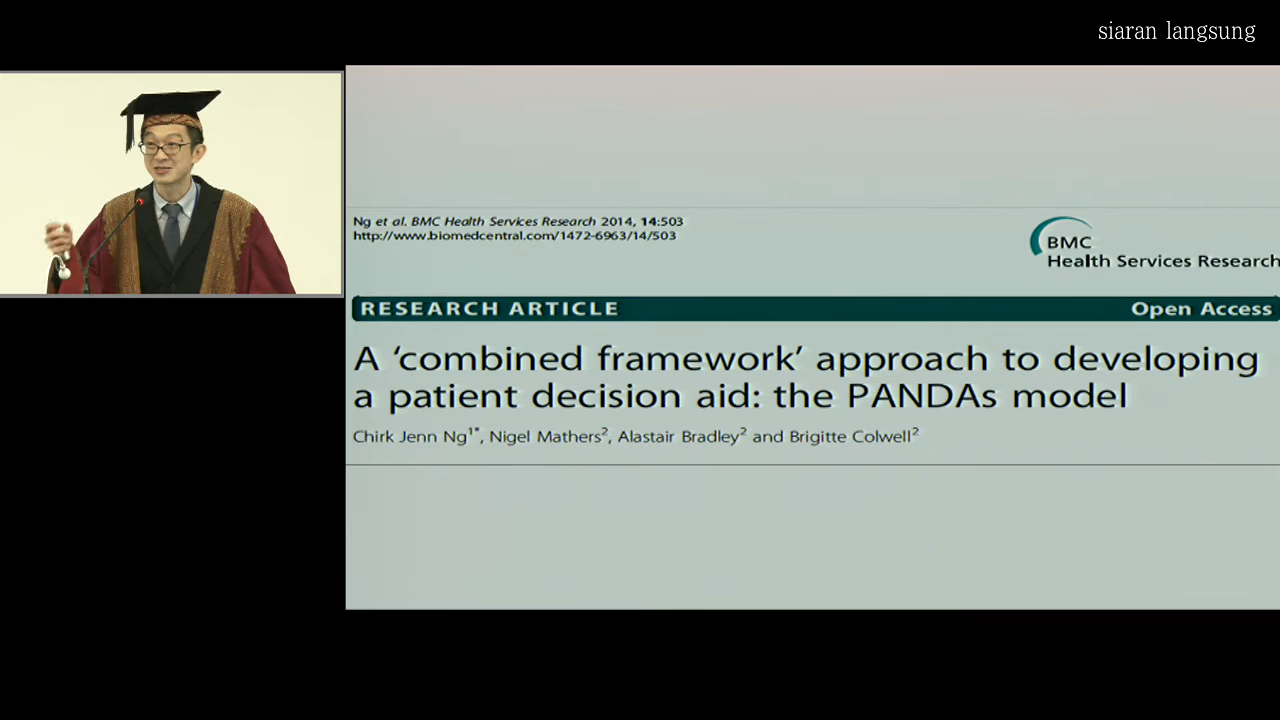 siaran langsung
Ng et al. BMC Health Services Research 2014, 14:503
http://www.biomedcentral.com/1472-6963/14/503
BMC
Health Services Research
RESEARCH ARTICLE Open Access
A ‘combined framework’ approach to developing
a patient decision aid: the PANDAs model
Chirk Jenn Ng1*, Nigel Mathers2, Alastair Bradley2 and Brigitte Colwell2